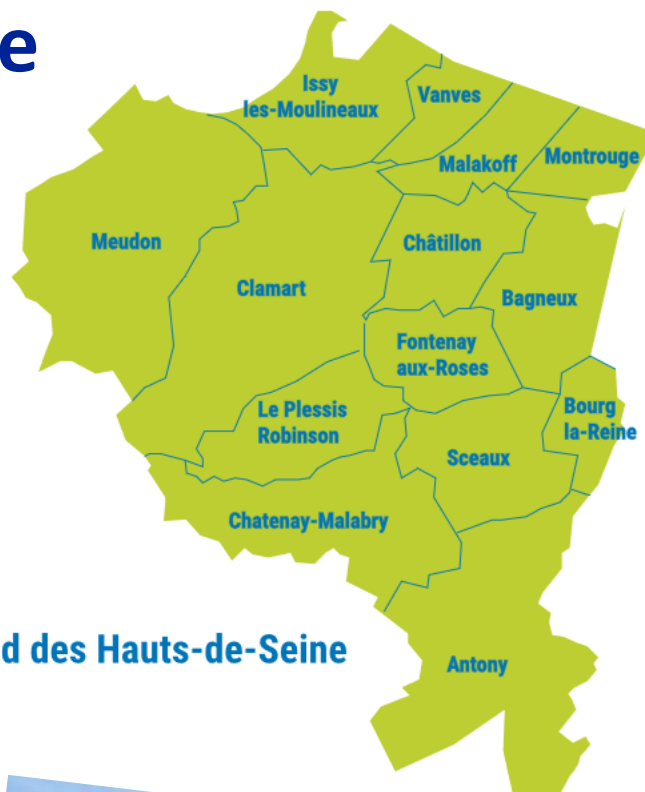 e
Issy
les-Moulineaux
Vanves
Malakoff
Montrouge
Meudon
Châtillon
Clamart
Bagneux
Fontenay
aux-Roses
Le Plessis
Robinson
Bourg
la-Reine
Sceaux
Chatenay-Malabry
d des Hauts-de-Seine
Antony